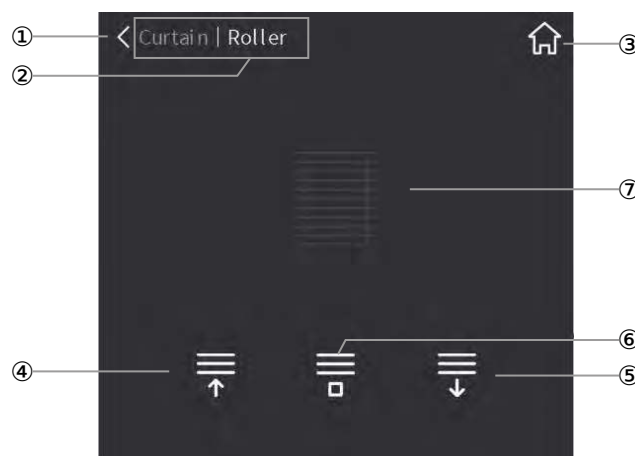 ① Curtain | Roller ③
②
⑦
⑥
④ ⑤